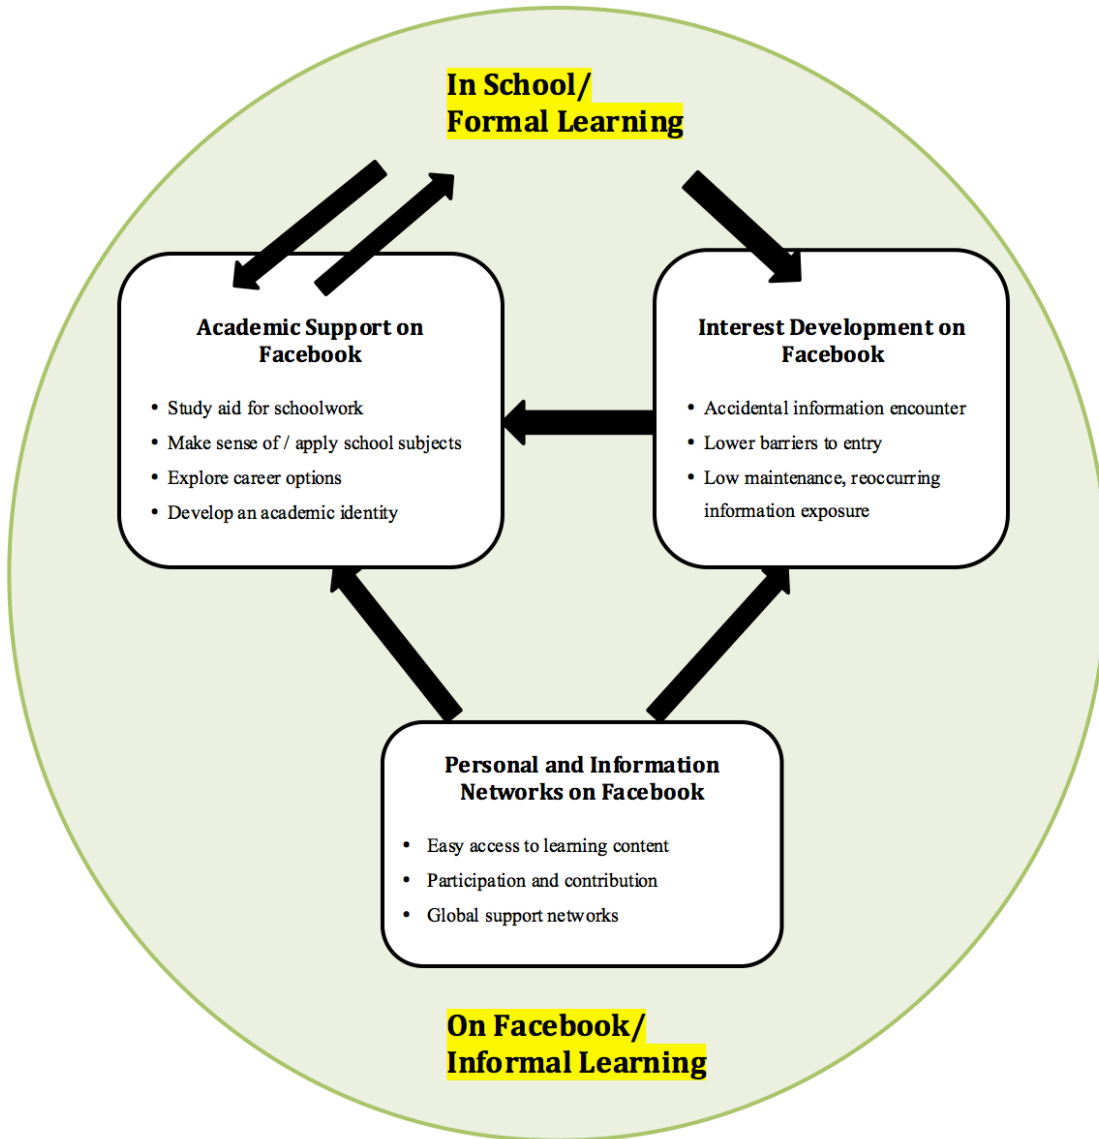 In School/
Formal Learning
Academic Support on
Facebook
• Study aid for schoolwork
• Make sense of / apply school subjects
• Explore career options
• Develop an academic identity
Interest Development on
Facebook
• Accidental information encounter
• Lower barriers to entry
• Low maintenance, reoccurring
information exposure
Personal and Information
Networks on Facebook
• Easy access to learning content
• Participation and contribution
• Global support networks
On Facebook/
Informal Learning